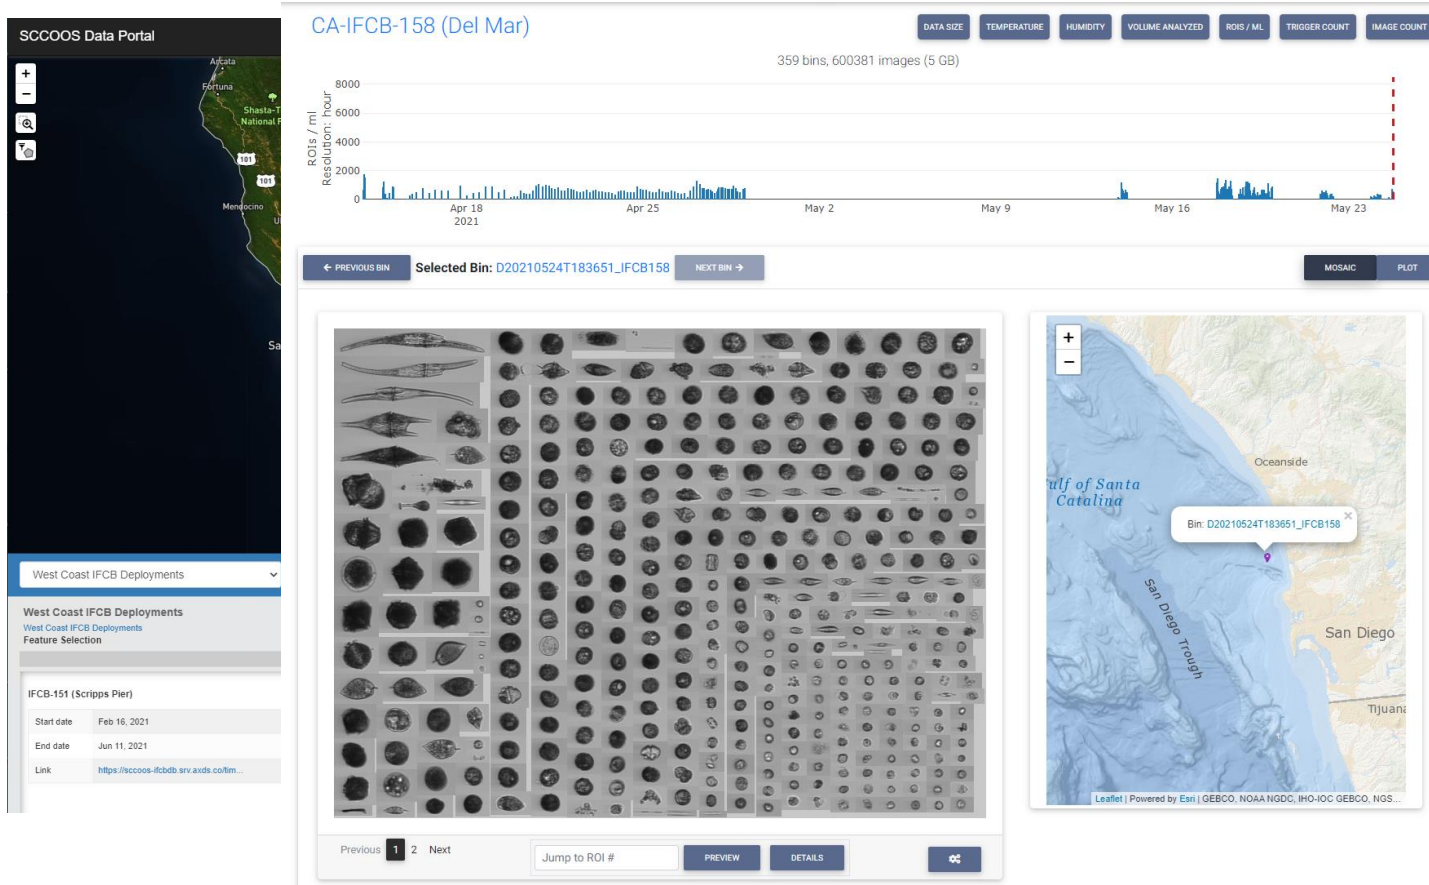 SCCOOS Data Portal
+
−
Arcata
Fortuna
Shasta-T
National F
101
101
Mendocino
Sa
West Coast IFCB Deployments
West Coast IFCB Deployments
West Coast IFCB Deployments
Feature Selection
IFCB-151 (Scripps Pier)
Start date Feb 16, 2021
End date Jun 11, 2021
Link https://sccoos-ifcbdb.srv.axds.co/tim...
CA-IFCB-158 (Del Mar)
DATA SIZE TEMPERATURE HUMIDITY VOLUME ANALYZED ROIS / ML TRIGGER COUNT IMAGE COUNT
359 bins, 600381 images (5 GB)
ROIs / ml
Resolution: hour
8000
6000
4000
2000
0
Apr 18 Apr 25 May 2 May 9 May 16 May 23
2021
← PREVIOUS BIN Selected Bin: D20210524T183651_IFCB158 NEXT BIN →
MOSAIC PLOT
+
−
Oceanside
ulf of Santa
Catalina
Bin: D20210524T183651_IFCB158 ×
San Diego Trough
San Diego
Tijuana
Leaflet | Powered by Esri | GEBCO, NOAA NGDC, IHO-IOC GEBCO, NGS...
Previous 1 2 Next
Jump to ROI # PREVIEW DETAILS